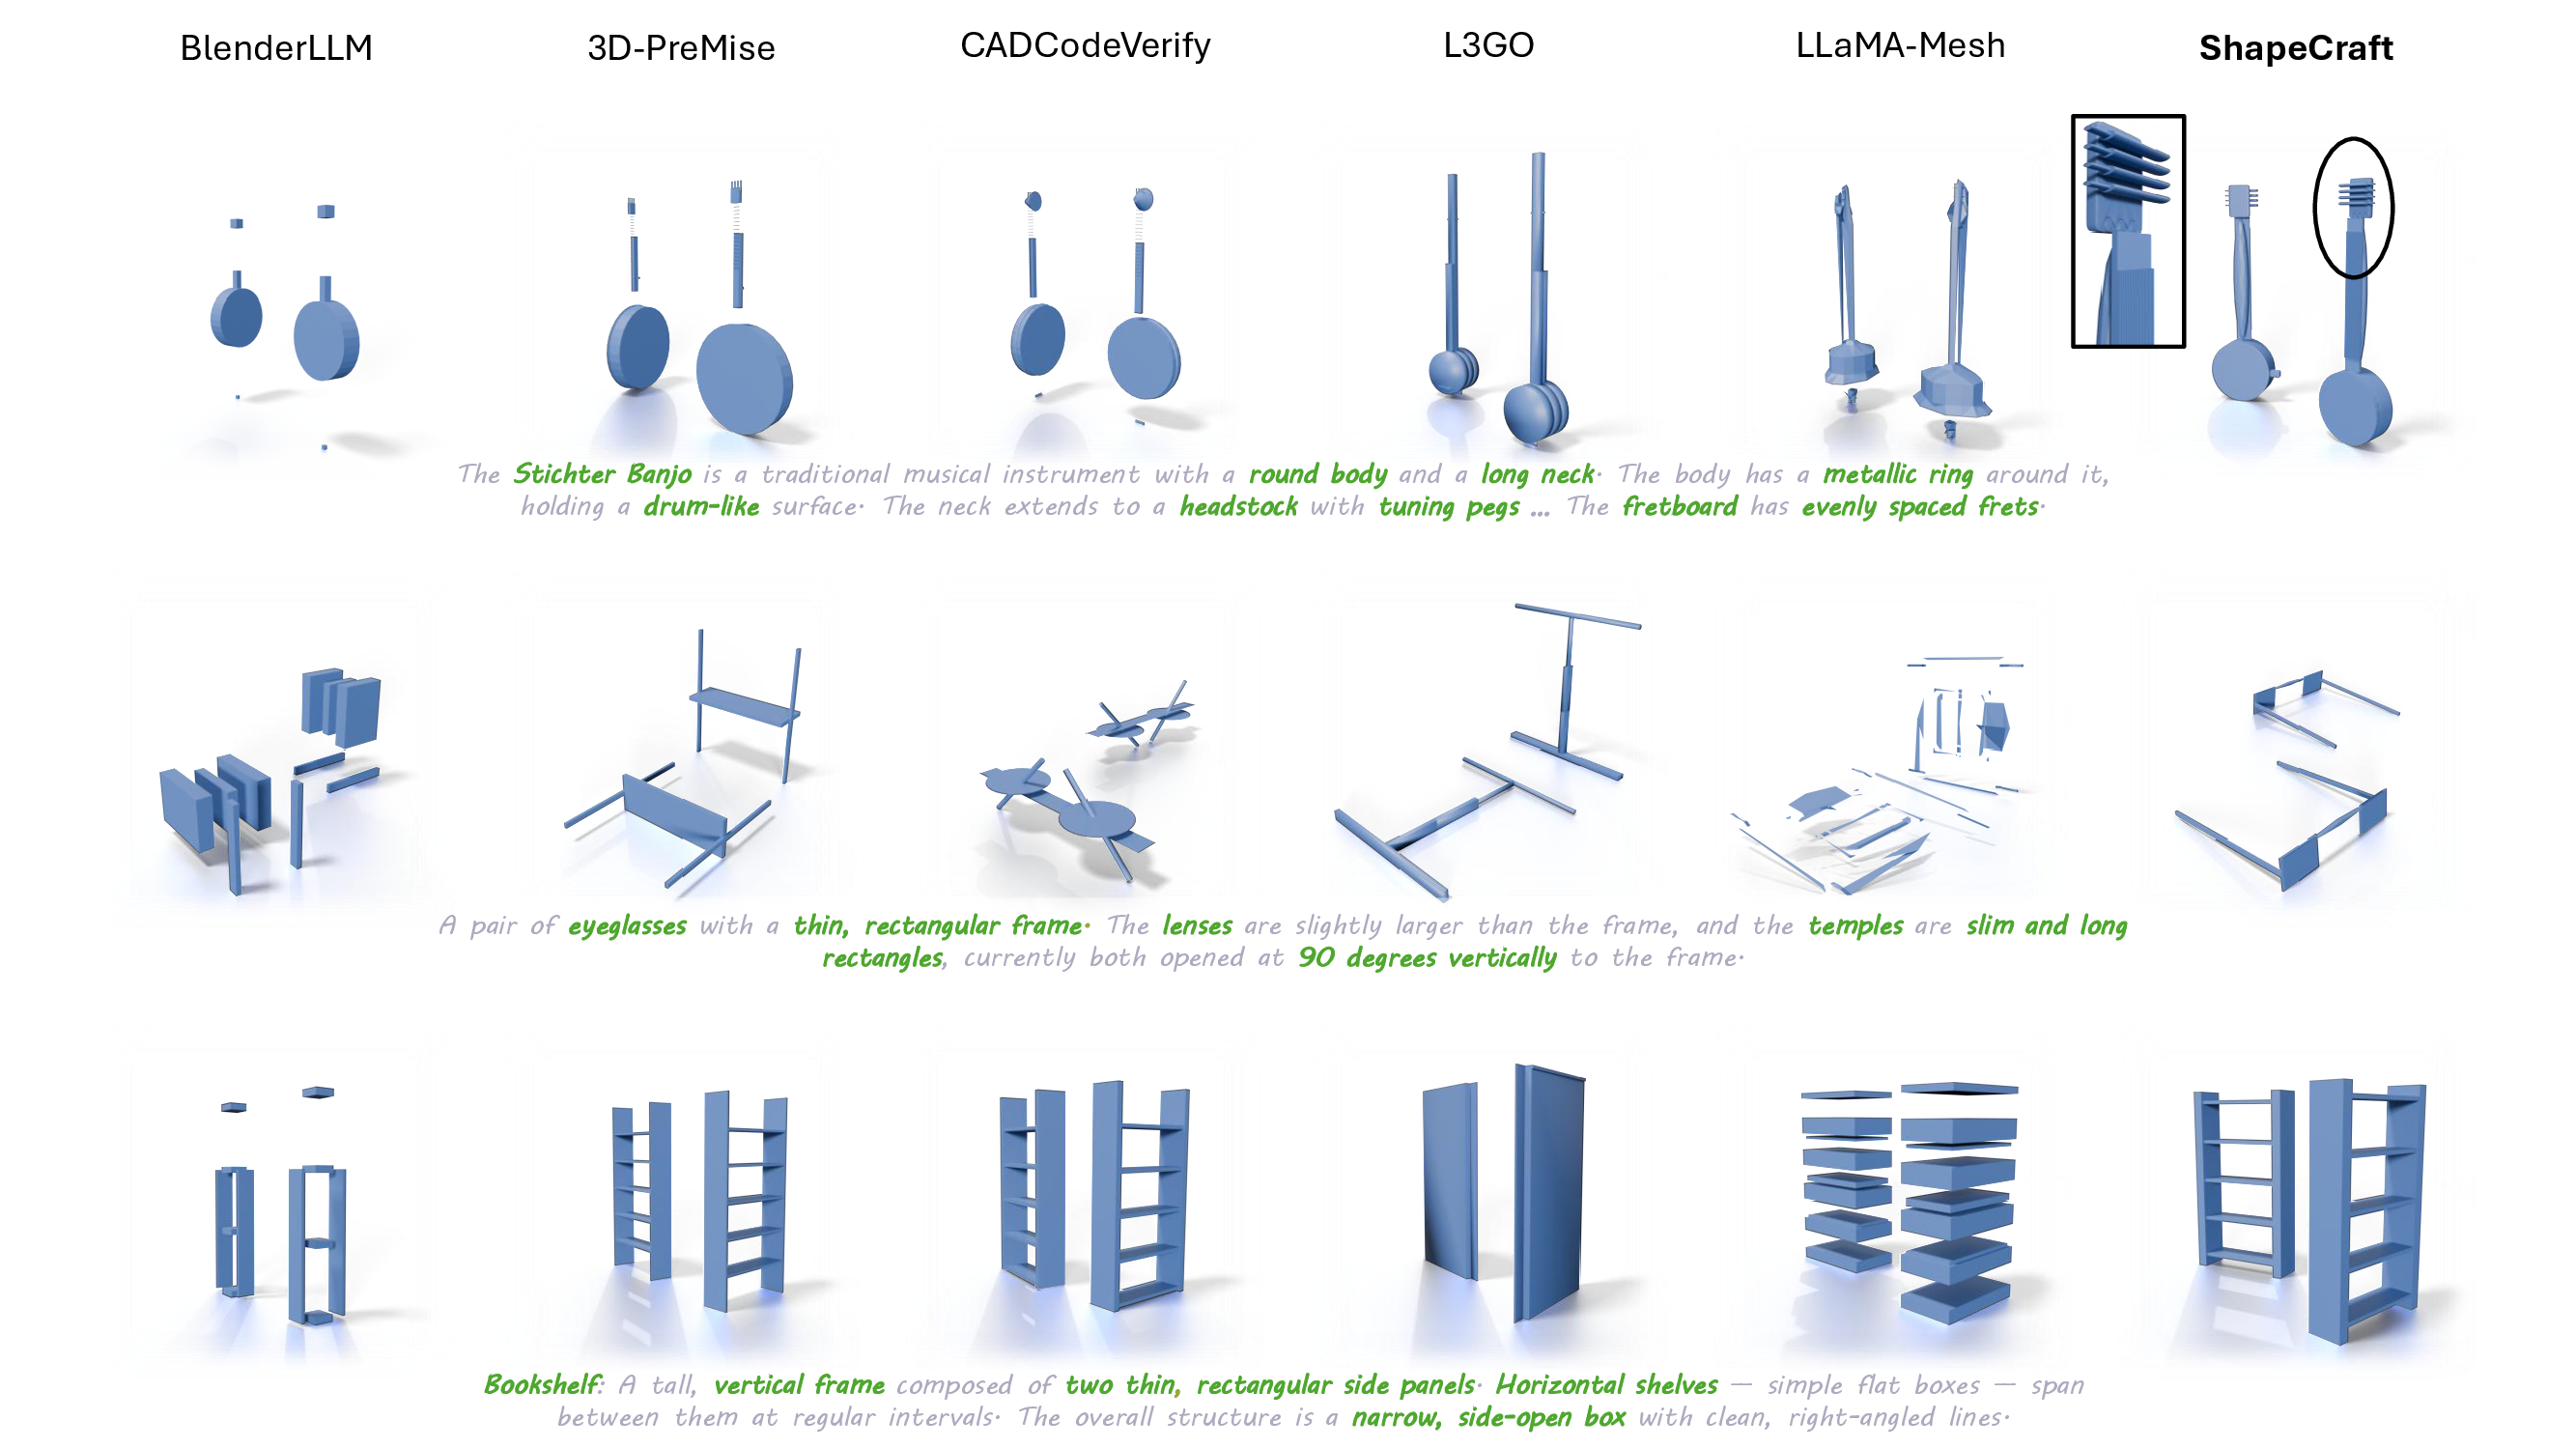 BlenderLLM 3D-PreMise CADCodeVerify L3GO LLaMA-Mesh ShapeCraft
The Stichter Banjo is a traditional musical instrument with a round body and a long neck. The body has a metallic ring around it,
holding a drum-like surface. The neck extends to a headstock with tuning pegs ... The fretboard has evenly spaced frets.
A pair of eyeglasses with a thin, rectangular frame. The lenses are slightly larger than the frame, and the temples are slim and long
rectangles, currently both opened at 90 degrees vertically to the frame.
Bookshelf: A tall, vertical frame composed of two thin, rectangular side panels. Horizontal shelves — simple flat boxes — span
between them at regular intervals. The overall structure is a narrow, side-open box with clean, right-angled lines.